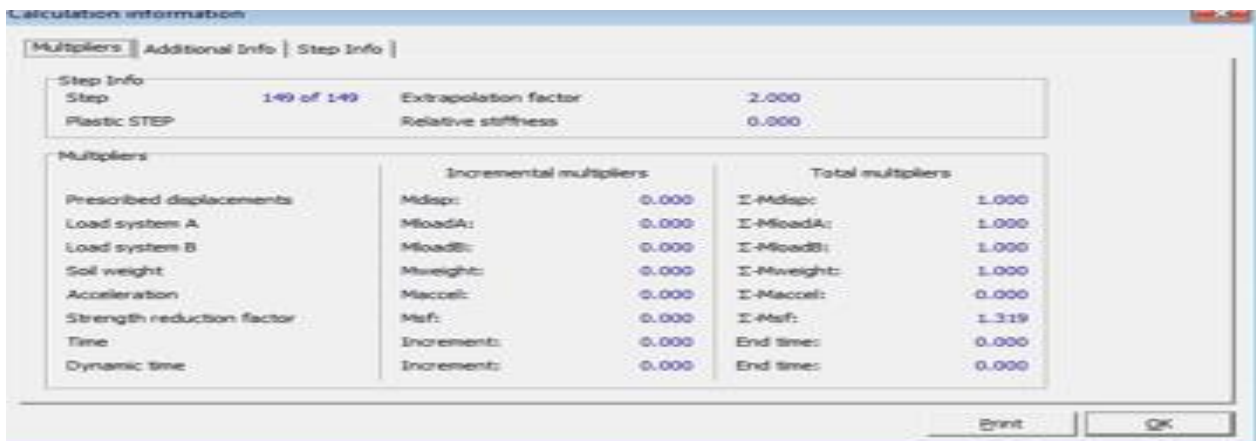 Calculation information
Multipliers Additional Info Step Info
Step Info
Step 149 of 149 Extrapolation factor 2.000
Plastic STEP Relative stiffness 0.000
Multipliers
Incremental multipliers Total multipliers
Prescribed displacements Mdisp: 0.000 Σ-Mdisp: 1.000
Load system A MloadA: 0.000 Σ-MloadA: 1.000
Load system B MloadB: 0.000 Σ-MloadB: 1.000
Soil weight Mweight: 0.000 Σ-Mweight: 1.000
Acceleration Maccel: 0.000 Σ-Maccel: 0.000
Strength reduction factor Msf: 0.000 Σ-Msf: 1.319
Time Increment: 0.000 End time: 0.000
Dynamic time Increment: 0.000 End time: 0.000
Print OK